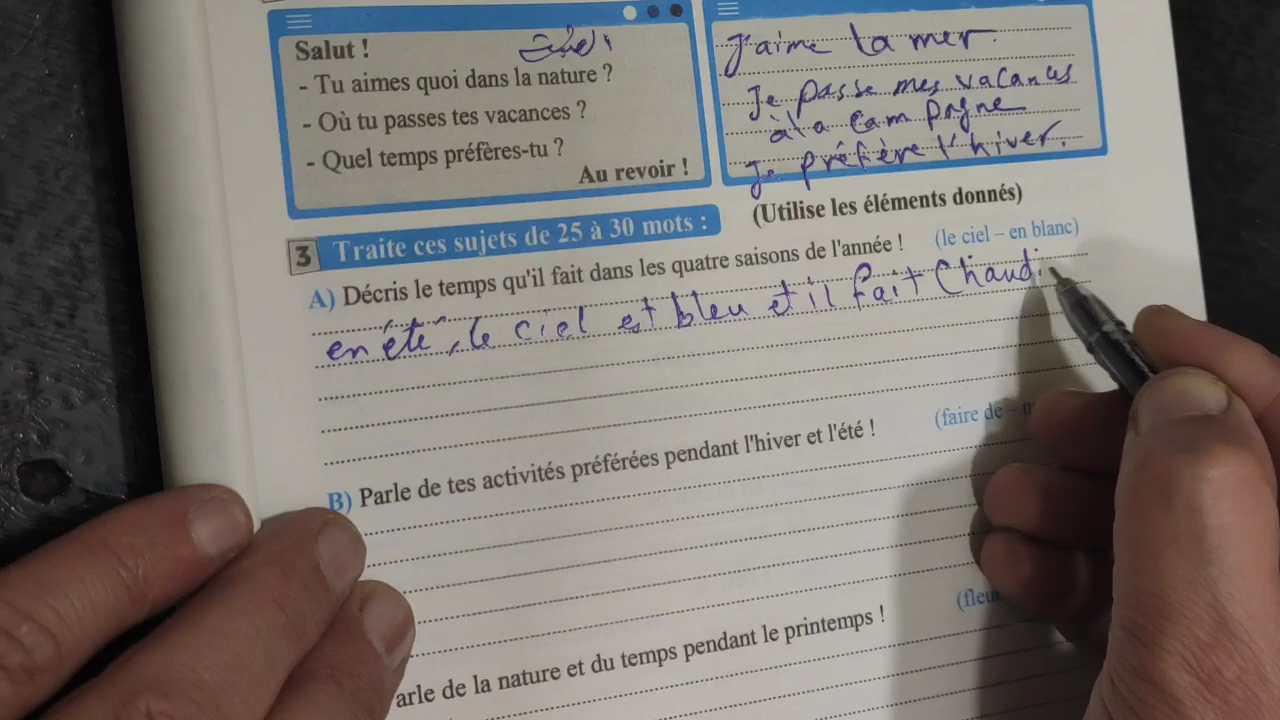 Salut !
- Tu aimes quoi dans la nature ?
- Où tu passes tes vacances ?
- Quel temps préfères-tu ?
Au revoir !
J'aime la mer.
Je passe mes vacances
à la campagne
Je préfère l'hiver.
3 Traite ces sujets de 25 à 30 mots :
(Utilise les éléments donnés)
A) Décris le temps qu'il fait dans les quatre saisons de l'année ! (le ciel – en blanc)
en été, le ciel est bleu et il fait Chaud.
B) Parle de tes activités préférées pendant l'hiver et l'été ! (faire de –
arle de la nature et du temps pendant le printemps ! (fleu